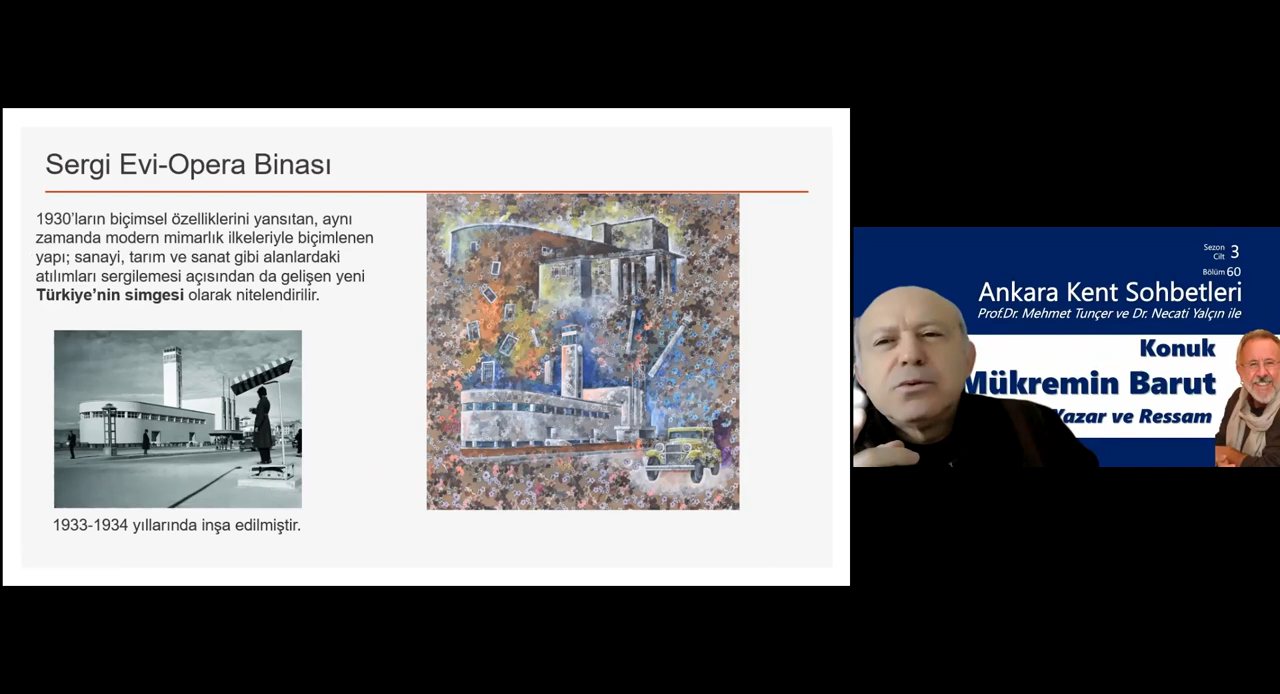 Sergi Evi-Opera Binası
1930’ların biçimsel özelliklerini yansıtan, aynı
zamanda modern mimarlık ilkeleriyle biçimlenen
yapı; sanayi, tarım ve sanat gibi alanlardaki
atılımları sergilemesi açısından da gelişen yeni
Türkiye’nin simgesi olarak nitelendirilir.
1933-1934 yıllarında inşa edilmiştir.
Sezon
Cilt 3
Bölüm 60
Ankara Kent Sohbetleri
Prof.Dr. Mehmet Tunçer ve Dr. Necati Yalçın ile
Konuk
Mükremin Barut
Yazar ve Ressam